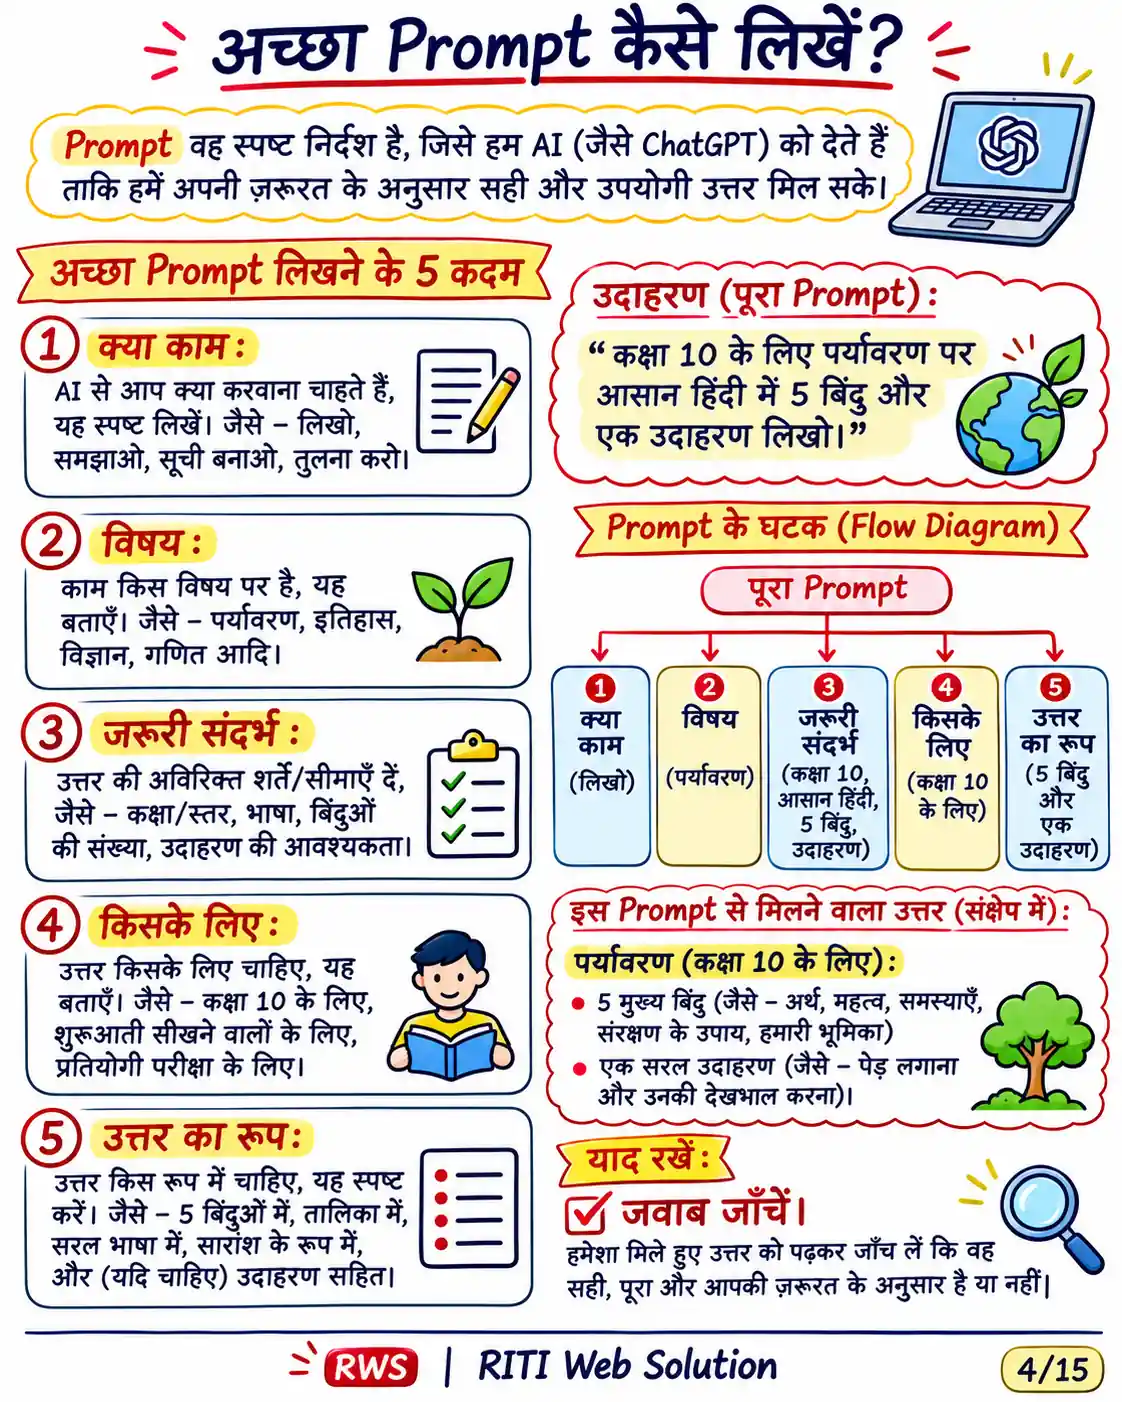 अच्छा Prompt कैसे लिखें?
Prompt वह स्पष्ट निर्देश है, जिसे हम AI (जैसे ChatGPT) को देते हैं
ताकि हमें अपनी ज़रूरत के अनुसार सही और उपयोगी उत्तर मिल सके।
अच्छा Prompt लिखने के 5 कदम
1 क्या काम :
AI से आप क्या करवाना चाहते हैं,
यह स्पष्ट लिखें। जैसे – लिखो,
समझाओ, सूची बनाओ, तुलना करो।
2 विषय :
काम किस विषय पर है, यह
बताएँ। जैसे – पर्यावरण, इतिहास,
विज्ञान, गणित आदि।
3 जरूरी संदर्भ :
उत्तर की अविरिक्त शर्ते/सीमाएँ दें,
जैसे – कक्षा/स्तर, भाषा, बिंदुओं
की संख्या, उदाहरण की आवश्यकता।
4 किसके लिए :
उत्तर किसके लिए चाहिए, यह
बताएँ। जैसे – कक्षा 10 के लिए,
शुरूआती सीखने वालों के लिए,
प्रतियोगी परीक्षा के लिए।
5 उत्तर का रूप:
उत्तर किस रूप में चाहिए, यह स्पष्ट
करें। जैसे – 5 बिंदुओं में, तालिका में,
सरल भाषा में, सारांश के रूप में,
और (यदि चाहिए) उदाहरण सहित।
उदाहरण (पूरा Prompt) :
“ कक्षा 10 के लिए पर्यावरण पर
आसान हिंदी में 5 बिंदु और
एक उदाहरण लिखो।”
Prompt के घटक (Flow Diagram)
पूरा Prompt
1
क्या
काम
(लिखो)
2
विषय
(पर्यावरण)
3
जरूरी
संदर्भ
(कक्षा 10,
आसान हिंदी,
5 बिंदु,
उदाहरण)
4
किसके
लिए
(कक्षा 10
के लिए)
5
उत्तर
का रूप
(5 बिंदु
और
एक
उदाहरण)
इस Prompt से मिलने वाला उत्तर (संक्षेप में) :
पर्यावरण (कक्षा 10 के लिए) :
• 5 मुख्य बिंदु (जैसे – अर्थ, महत्व, समस्याएँ,
संरक्षण के उपाय, हमारी भूमिका)
• एक सरल उदाहरण (जैसे – पेड़ लगाना
और उनकी देखभाल करना)।
याद रखें :
जवाब जाँचें।
हमेशा मिले हुए उत्तर को पढ़कर जाँच लें कि वह
सही, पूरा और आपकी ज़रूरत के अनुसार है या नहीं|
RWS | RITI Web Solution
4/15